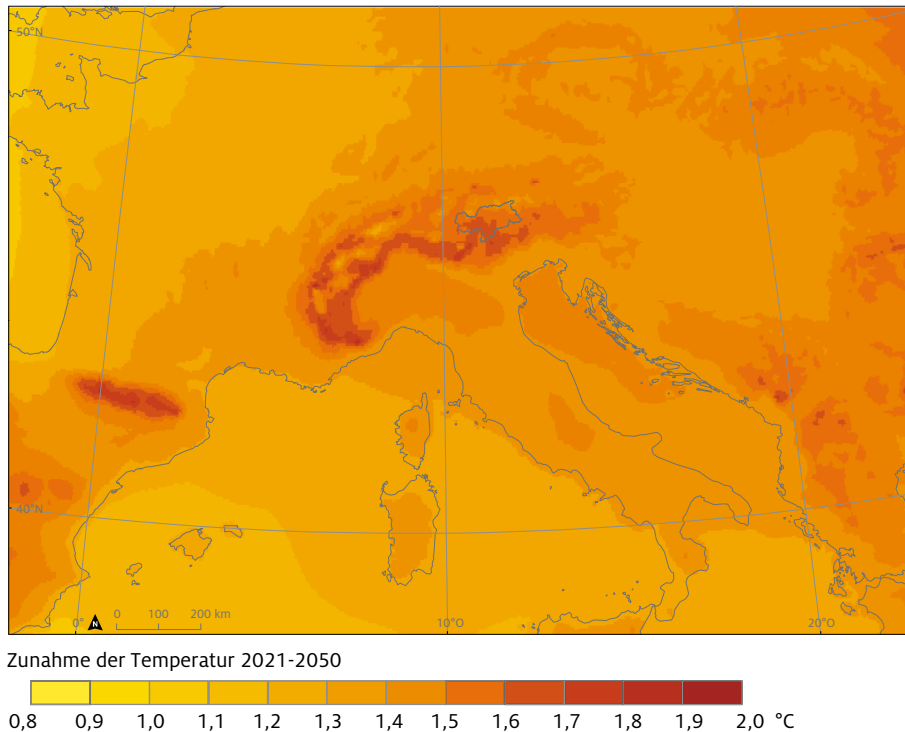 50°N
40°N
0 100 200 km
0° N 10°O 20°O
Zunahme der Temperatur 2021-2050
0,8 0,9 1,0 1,1 1,2 1,3 1,4 1,5 1,6 1,7 1,8 1,9 2,0 °C